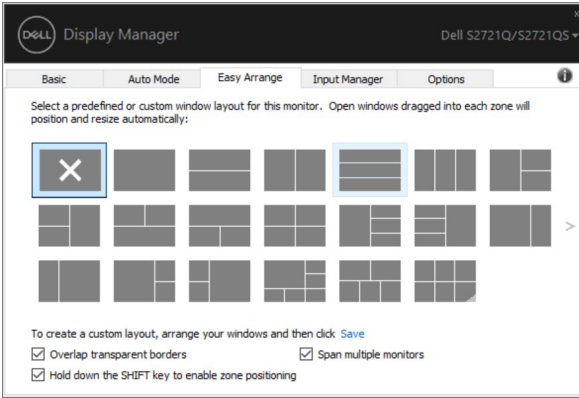 DELL Display Manager
Dell S2721Q/S2721QS
Basic Auto Mode Easy Arrange Input Manager Options
Select a predefined or custom window layout for this monitor. Open windows dragged into each zone will
position and resize automatically:
To create a custom layout, arrange your windows and then click Save
Overlap transparent borders Span multiple monitors
Hold down the SHIFT key to enable zone positioning